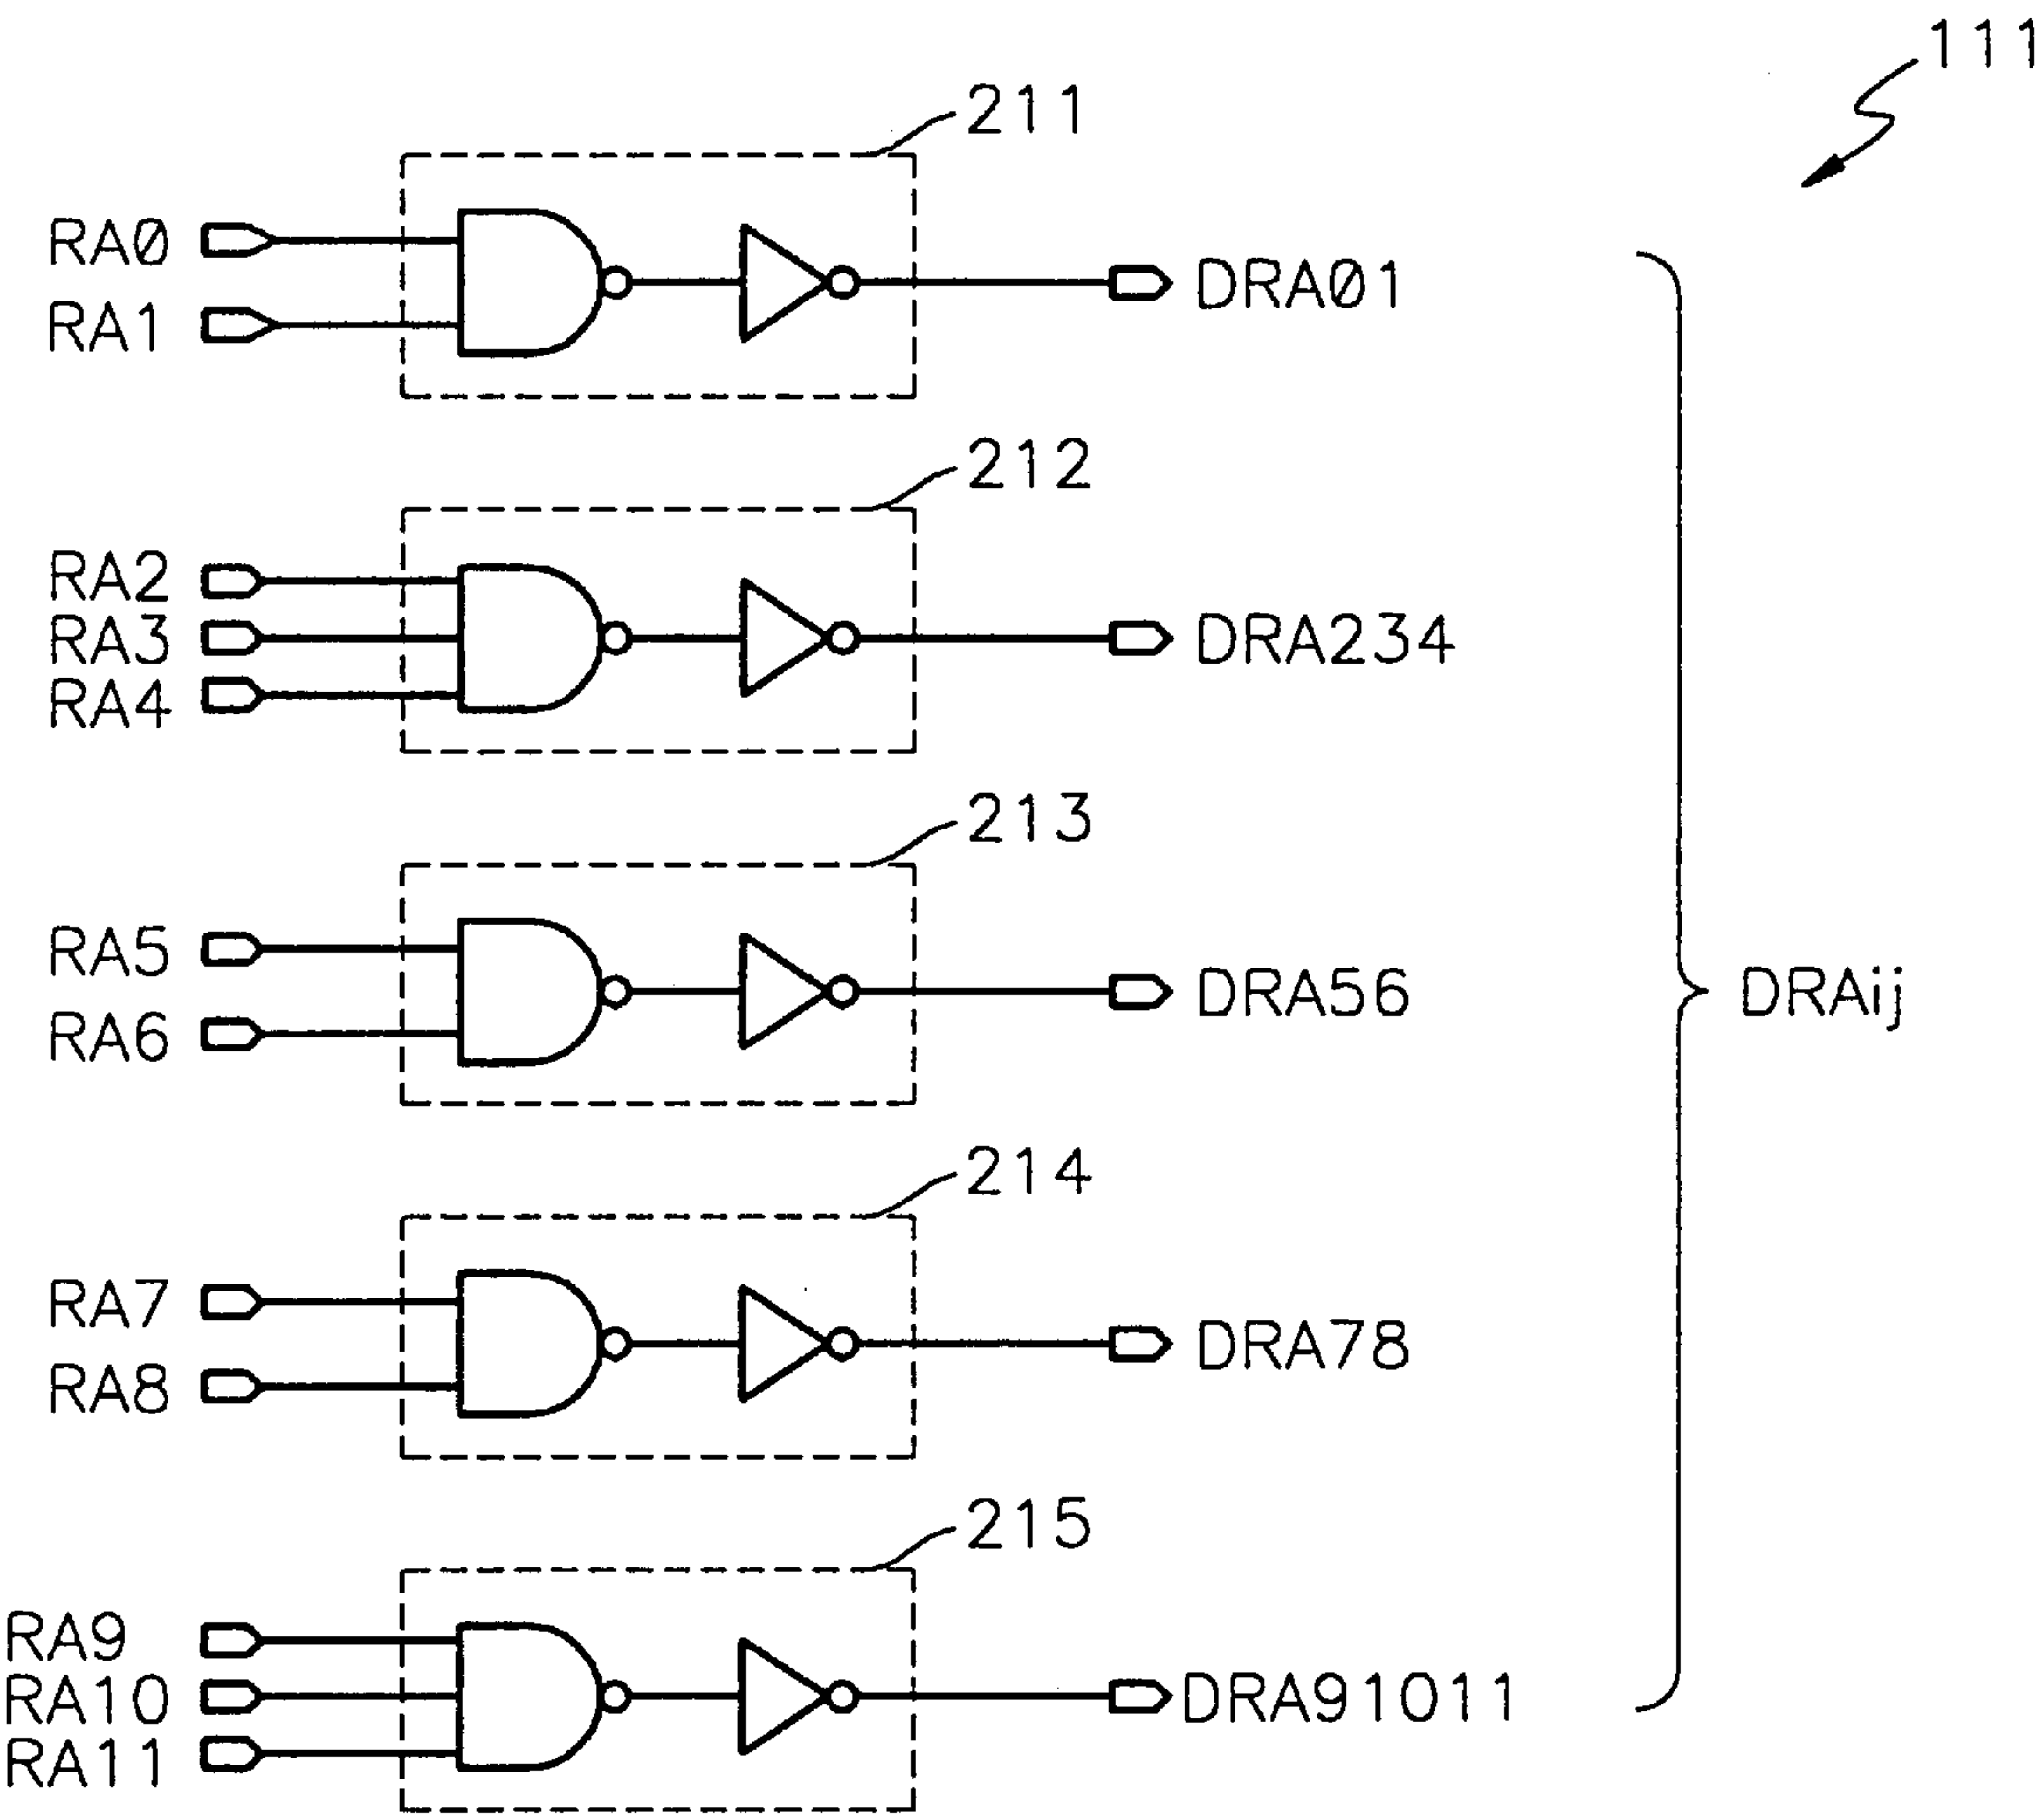 111
211
RA0
RA1
DRA01
212
RA2
RA3
RA4
DRA234
213
RA5
RA6
DRA56
DRAij
214
RA7
RA8
DRA78
215
RA9
RA10
RA11
DRA91011